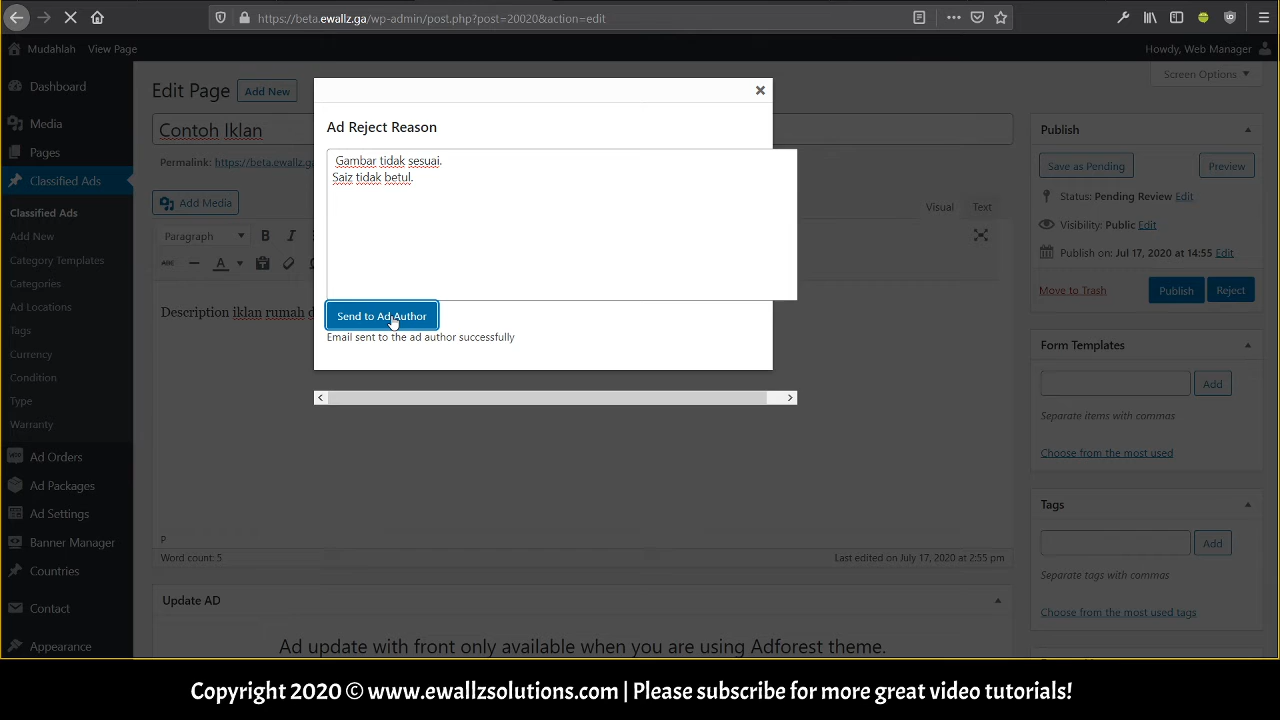 https://beta.ewallz.ga/wp-admin/post.php?post=20020&action=edit
Mudahlah
View Page
Howdy, Web Manager
Screen Options
Dashboard
Media
Pages
Classified Ads
Classified Ads
Add New
Category Templates
Categories
Ad Locations
Tags
Currency
Condition
Type
Warranty
Ad Orders
Ad Packages
Ad Settings
Banner Manager
Countries
Contact
Appearance
Edit Page
Add New
Contoh Iklan
Permalink: https://beta.ewallz.g
Add Media
Visual
Text
Paragraph
B
I
ABC
A
Description iklan rumah
P
Word count: 5
Last edited on July 17, 2020 at 2:55 pm
Update AD
Ad update with front only available when you are using Adforest theme.
Ad Reject Reason
Gambar tidak sesuai.
Saiz tidak betul.
Send to Ad Author
Email sent to the ad author successfully
Publish
Save as Pending
Preview
Status: Pending Review Edit
Visibility: Public Edit
Publish on: Jul 17, 2020 at 14:55 Edit
Move to Trash
Publish
Reject
Form Templates
Add
Separate items with commas
Choose from the most used
Tags
Add
Separate tags with commas
Choose from the most used tags
Copyright 2020 © www.ewallzsolutions.com | Please subscribe for more great video tutorials!